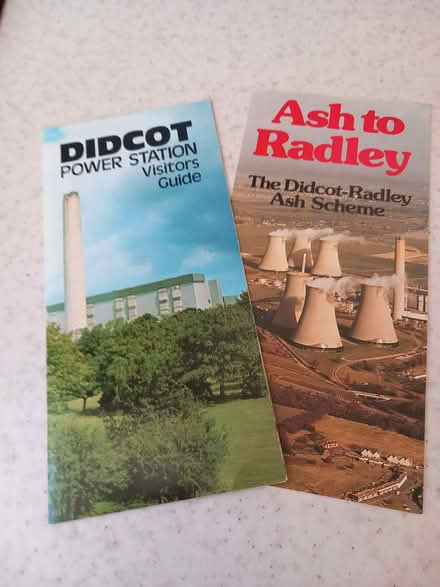 DIDCOT
POWER STATION
Visitors
Guide
Ash to
Radley
The Didcot-Radley
Ash Scheme